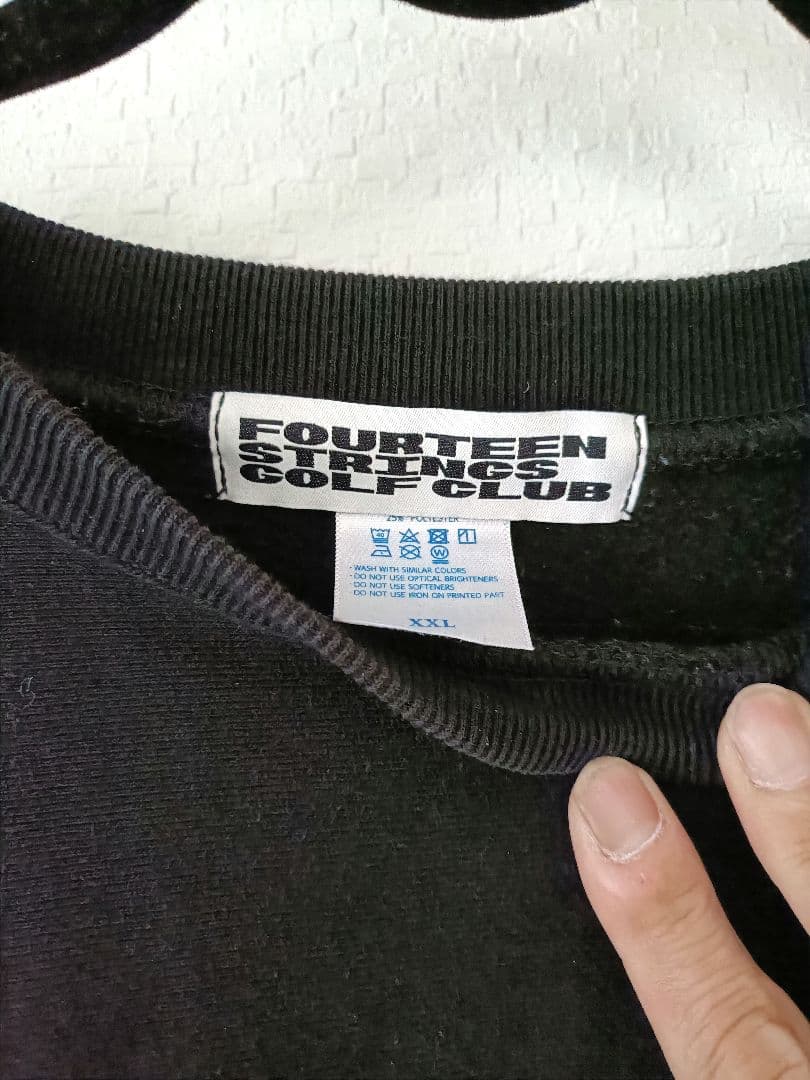 FOURTEEN
STRINGS
GOLF CLUB
25% POLYESTER
40
W
· WASH WITH SIMILAR COLORS
· DO NOT USE OPTICAL BRIGHTENERS
DO NOT USE SOFTENERS
DO NOT USE IRON ON PRINTED PART
XXL